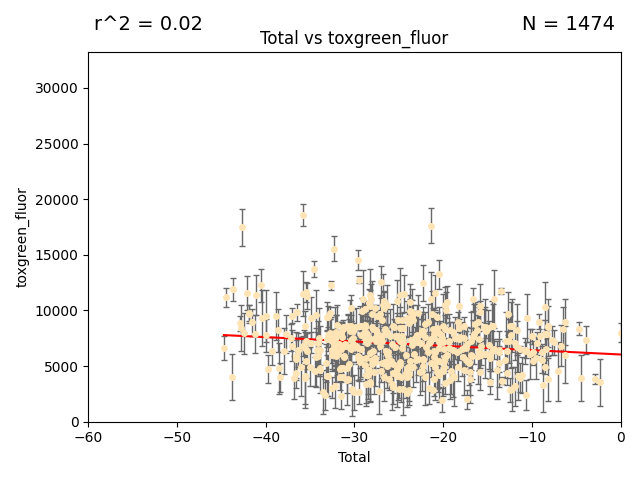 r^2 = 0.02
N = 1474
Total vs toxgreen_fluor
toxgreen_fluor
30000
25000
20000
15000
10000
5000
0
−60
−50
−40
−30
−20
−10
0
Total